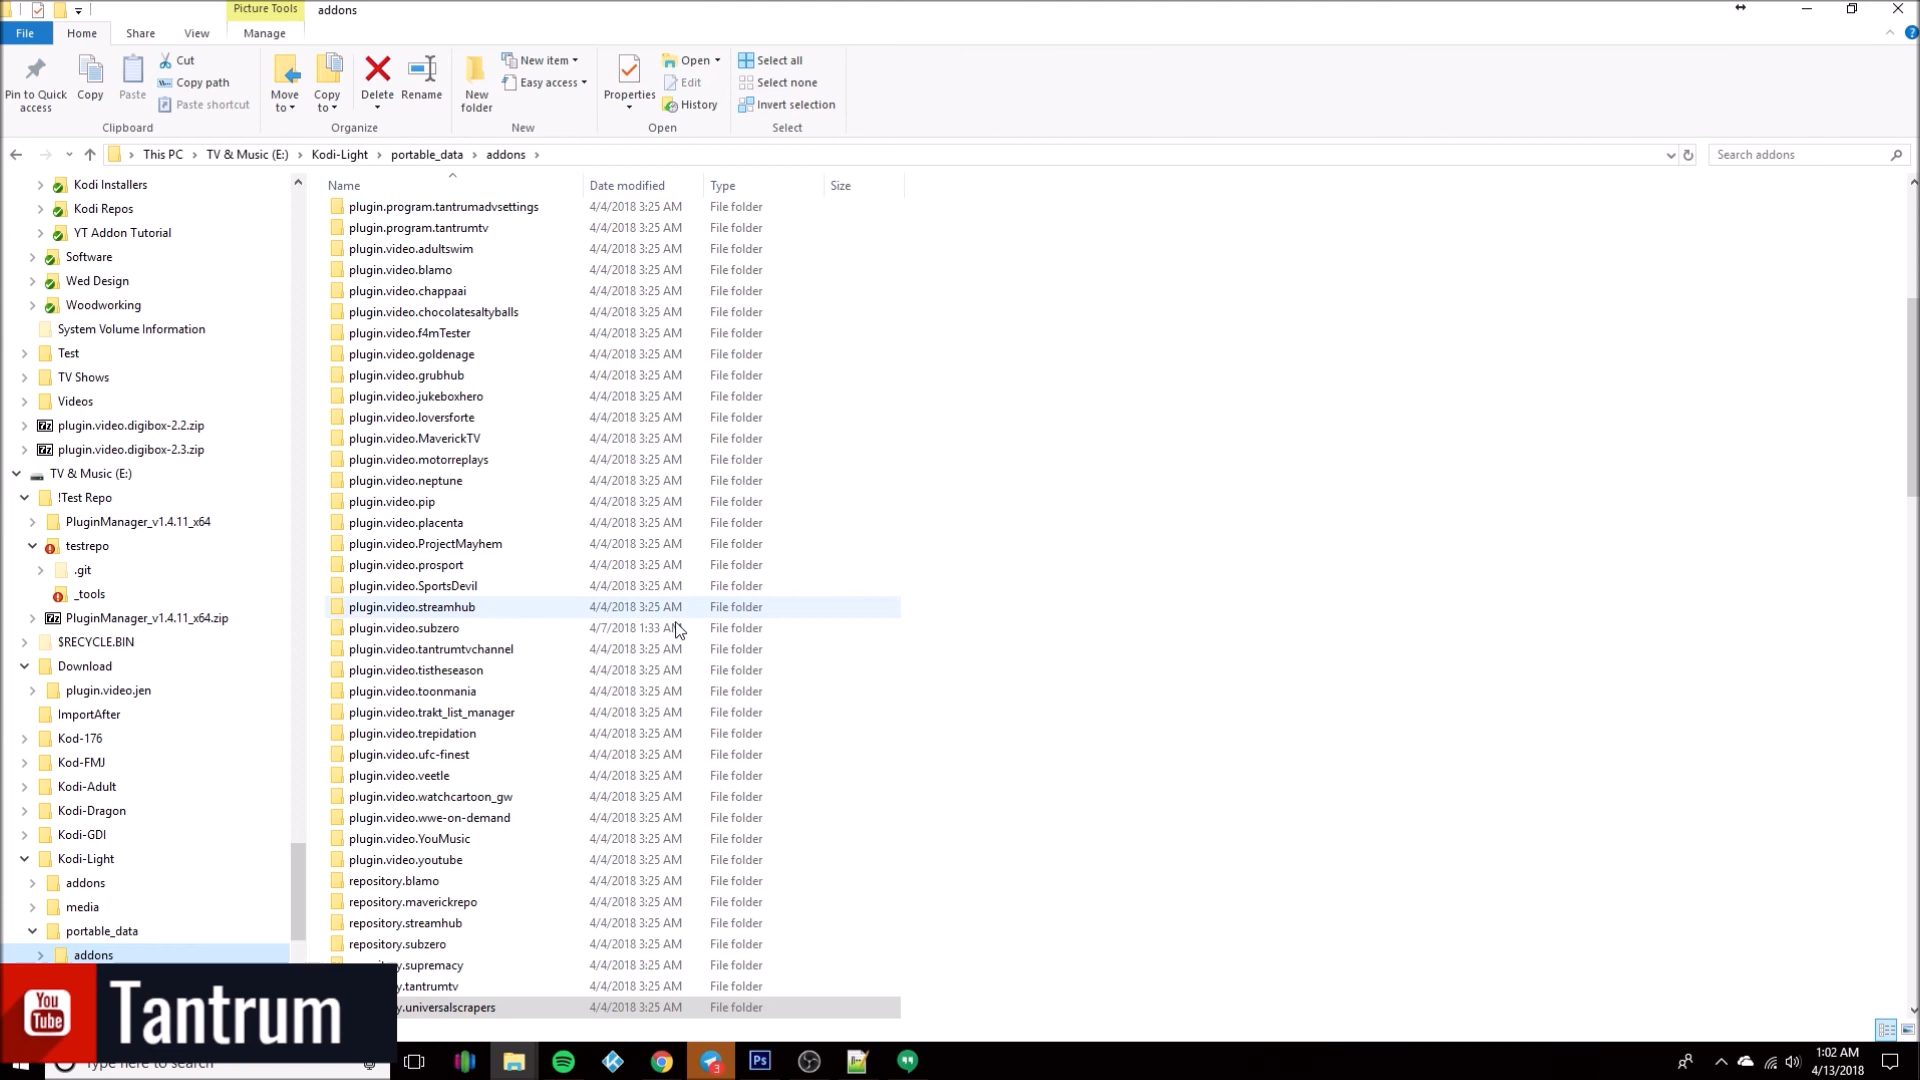 Picture Tools
addons
File
Home
Share
View
Manage
Pin to Quick access
Copy
Paste
Cut
Copy path
Paste shortcut
Clipboard
Move to
Copy to
Delete
Rename
Organize
New folder
New item
Easy access
New
Properties
Open
Edit
History
Open
Select all
Select none
Invert selection
Select
This PC > TV & Music (E:) > Kodi-Light > portable_data > addons >
Search addons
Kodi Installers
Kodi Repos
YT Addon Tutorial
Software
Wed Design
Woodworking
System Volume Information
Test
TV Shows
Videos
plugin.video.digibox-2.2.zip
plugin.video.digibox-2.3.zip
TV & Music (E:)
!Test Repo
PluginManager_v1.4.11_x64
testrepo
.git
_tools
PluginManager_v1.4.11_x64.zip
$RECYCLE.BIN
Download
plugin.video.jen
ImportAfter
Kod-176
Kod-FMJ
Kodi-Adult
Kodi-Dragon
Kodi-GDI
Kodi-Light
addons
media
portable_data
addons
Name Date modified Type Size
plugin.program.tantrumadvsettings 4/4/2018 3:25 AM File folder
plugin.program.tantrumtv 4/4/2018 3:25 AM File folder
plugin.video.adultswim 4/4/2018 3:25 AM File folder
plugin.video.blamo 4/4/2018 3:25 AM File folder
plugin.video.chappaai 4/4/2018 3:25 AM File folder
plugin.video.chocolatesaltyballs 4/4/2018 3:25 AM File folder
plugin.video.f4mTester 4/4/2018 3:25 AM File folder
plugin.video.goldenage 4/4/2018 3:25 AM File folder
plugin.video.grubhub 4/4/2018 3:25 AM File folder
plugin.video.jukeboxhero 4/4/2018 3:25 AM File folder
plugin.video.loversforte 4/4/2018 3:25 AM File folder
plugin.video.MaverickTV 4/4/2018 3:25 AM File folder
plugin.video.motorreplays 4/4/2018 3:25 AM File folder
plugin.video.neptune 4/4/2018 3:25 AM File folder
plugin.video.pip 4/4/2018 3:25 AM File folder
plugin.video.placenta 4/4/2018 3:25 AM File folder
plugin.video.ProjectMayhem 4/4/2018 3:25 AM File folder
plugin.video.prosport 4/4/2018 3:25 AM File folder
plugin.video.SportsDevil 4/4/2018 3:25 AM File folder
plugin.video.streamhub 4/4/2018 3:25 AM File folder
plugin.video.subzero 4/7/2018 1:33 AM File folder
plugin.video.tantrumtvchannel 4/4/2018 3:25 AM File folder
plugin.video.tistheseason 4/4/2018 3:25 AM File folder
plugin.video.toonmania 4/4/2018 3:25 AM File folder
plugin.video.trakt_list_manager 4/4/2018 3:25 AM File folder
plugin.video.trepidation 4/4/2018 3:25 AM File folder
plugin.video.ufc-finest 4/4/2018 3:25 AM File folder
plugin.video.veetle 4/4/2018 3:25 AM File folder
plugin.video.watchcartoon_gw 4/4/2018 3:25 AM File folder
plugin.video.wwe-on-demand 4/4/2018 3:25 AM File folder
plugin.video.YouMusic 4/4/2018 3:25 AM File folder
plugin.video.youtube 4/4/2018 3:25 AM File folder
repository.blamo 4/4/2018 3:25 AM File folder
repository.maverickrepo 4/4/2018 3:25 AM File folder
repository.streamhub 4/4/2018 3:25 AM File folder
repository.subzero 4/4/2018 3:25 AM File folder
y.supremacy 4/4/2018 3:25 AM File folder
y.tantrumtv 4/4/2018 3:25 AM File folder
y.universalscrapers 4/4/2018 3:25 AM File folder
You Tube
Tantrum
Type here to search
3
Ps
1:02 AM
4/13/2018